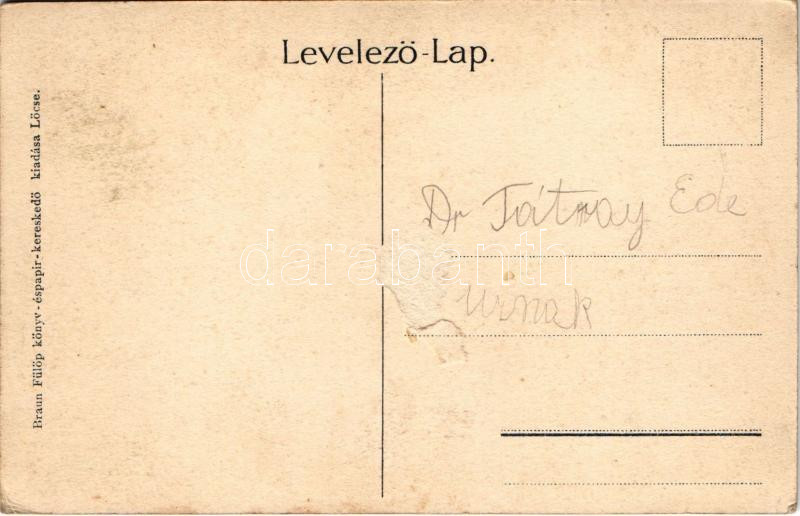 Levelezö-Lap.
Braun Fülöp könyv-éspapir-kereskedö kiadása Löcse.
Dr Tátray Ede
Urnak
darabanth